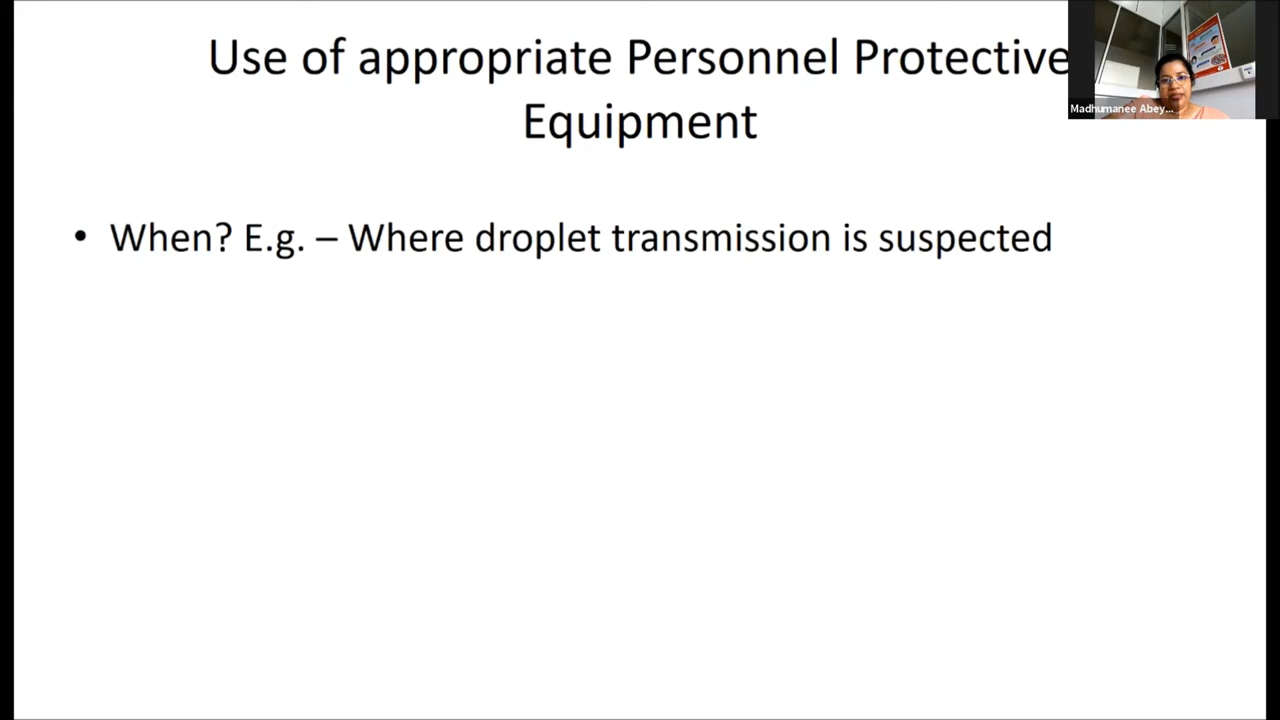 Use of appropriate Personnel Protective
Equipment
• When? E.g. – Where droplet transmission is suspected
Madhumanee Abey...